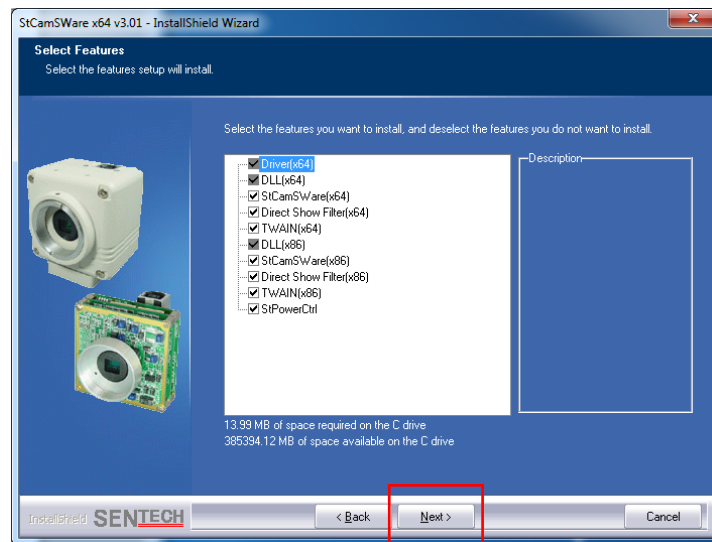 StCamSWare x64 v3.01 - InstallShield Wizard
Select Features
Select the features setup will install.
Select the features you want to install, and deselect the features you do not want to install.
Driver(x64)
DLL(x64)
StCamSWare(x64)
Direct Show Filter(x64)
TWAIN(x64)
DLL(x86)
StCamSWare(x86)
Direct Show Filter(x86)
TWAIN(x86)
StPowerCtrl
Description
13.99 MB of space required on the C drive
385394.12 MB of space available on the C drive
InstallShield SENTECH
< Back
Next >
Cancel